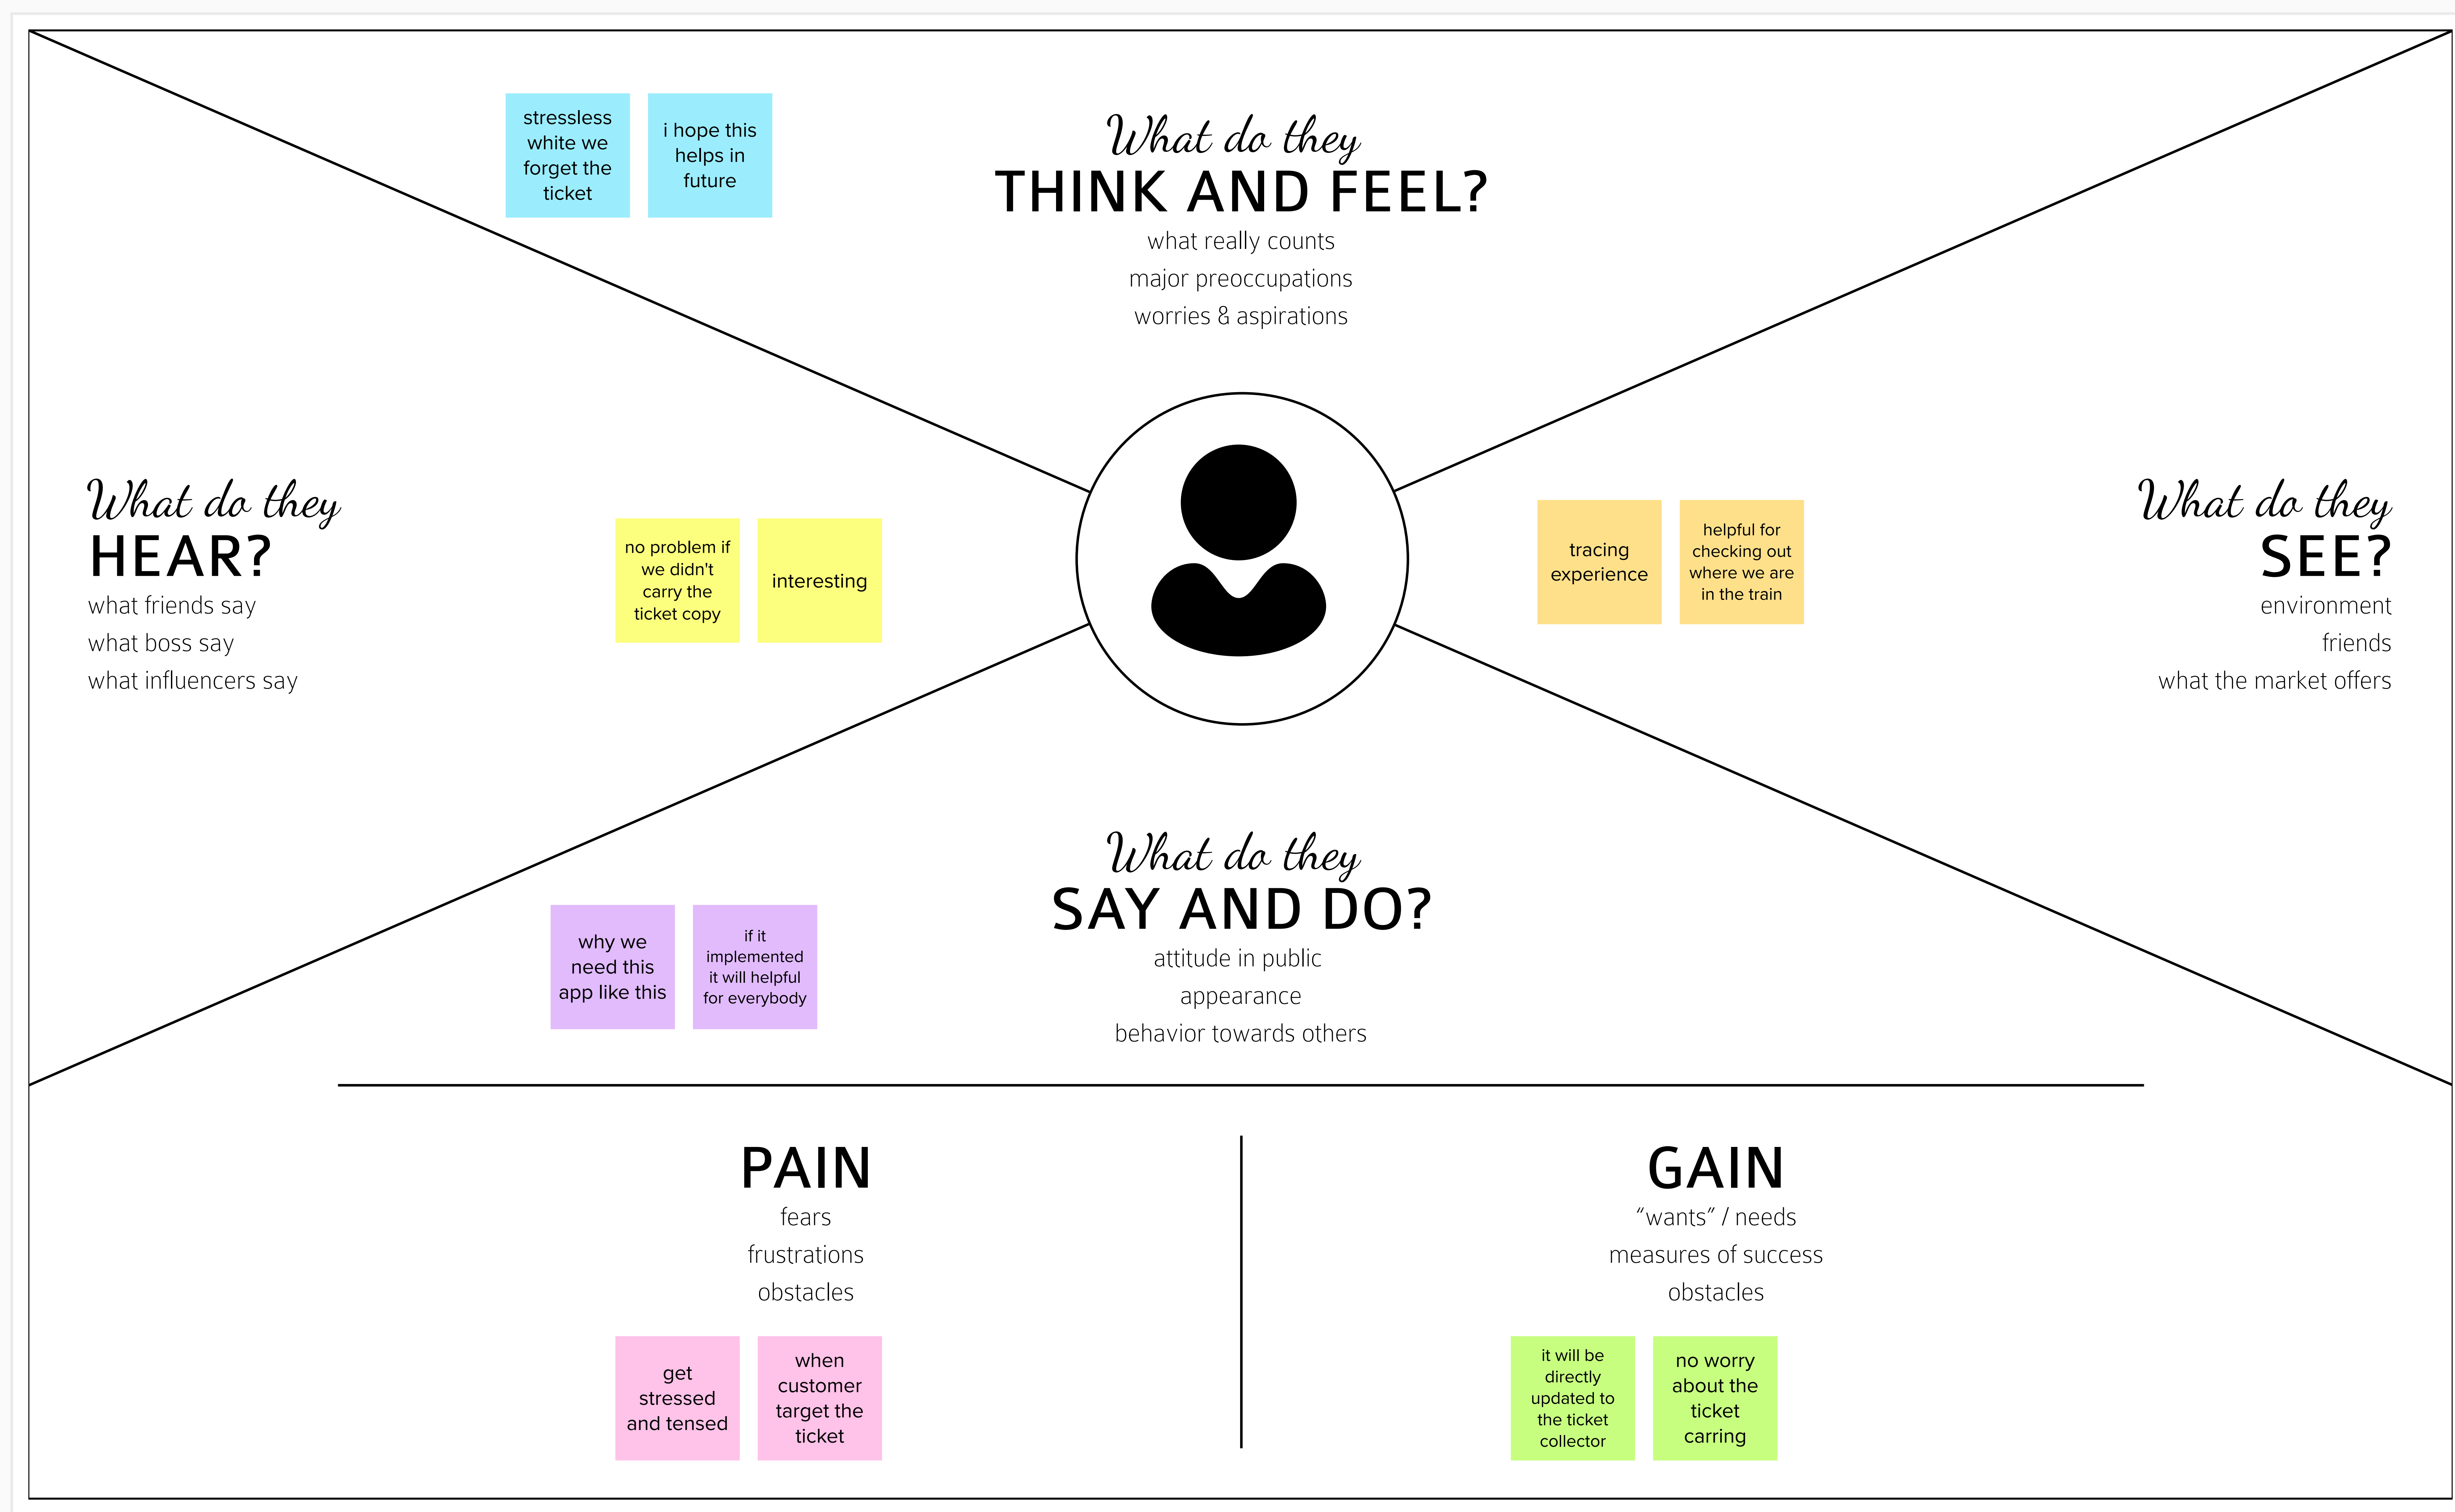 stressless
white we
forget the
ticket
i hope this
helps in
future
What do they
THINK AND FEEL?
what really counts
major preoccupations
worries & aspirations
What do they
HEAR?
what friends say
what boss say
what influencers say
no problem if
we didn't
carry the
ticket copy
interesting
tracing
experience
helpful for
checking out
where we are
in the train
What do they
SEE?
environment
friends
what the market offers
What do they
SAY AND DO?
attitude in public
appearance
behavior towards others
why we
need this
app like this
if it
implemented
it will helpful
for everybody
PAIN
fears
frustrations
obstacles
get
stressed
and tensed
when
customer
target the
ticket
GAIN
“wants” / needs
measures of success
obstacles
it will be
directly
updated to
the ticket
collector
no worry
about the
ticket
carring